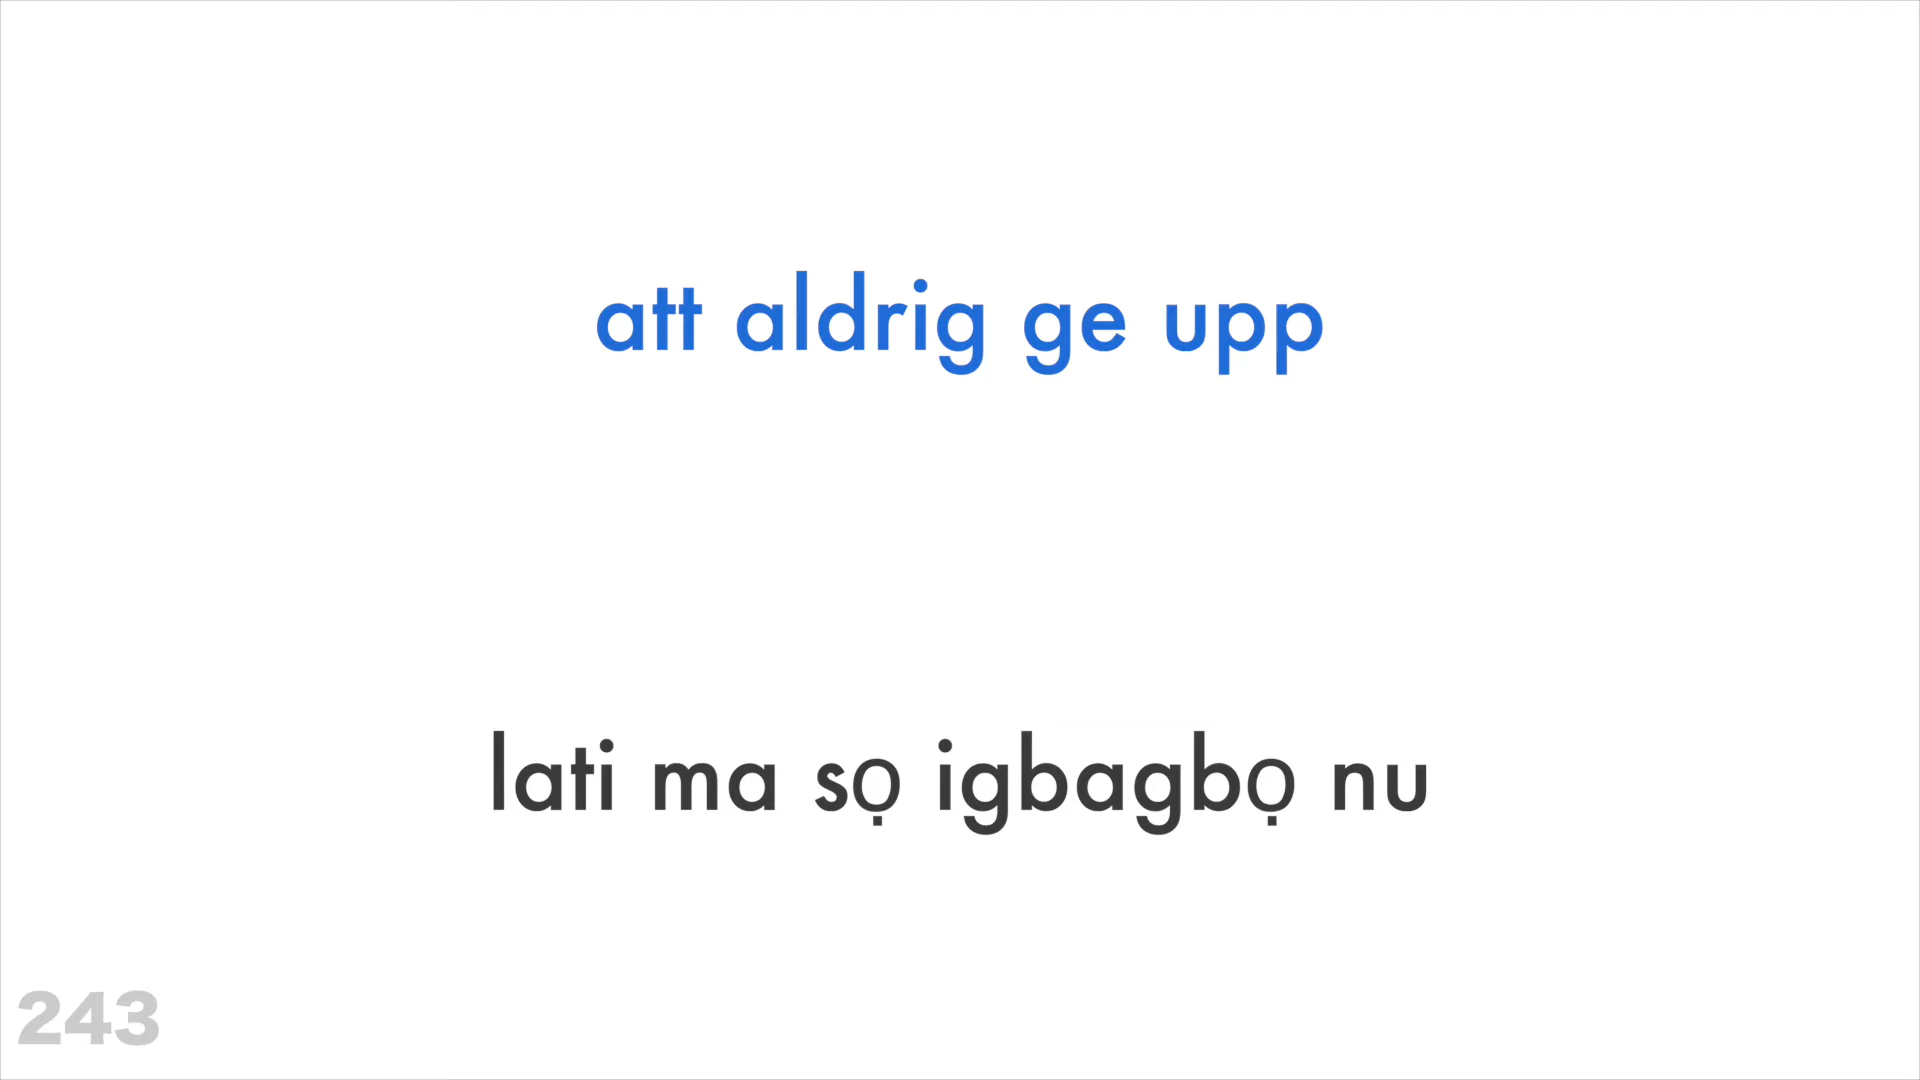 att aldrig ge upp
lati ma sọ igbagbọ nu
243